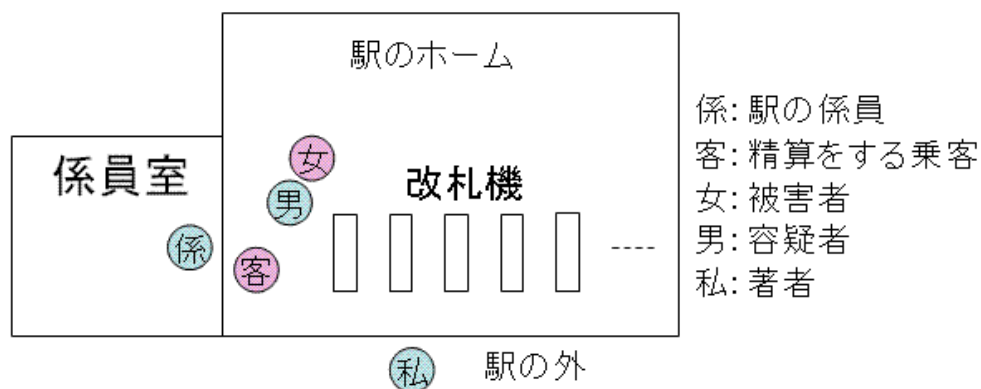 駅のホーム
係員室
女
男
改札機
係
客
私
駅の外
係:駅の係員
客:精算をする乗客
女:被害者
男:容疑者
私:著者